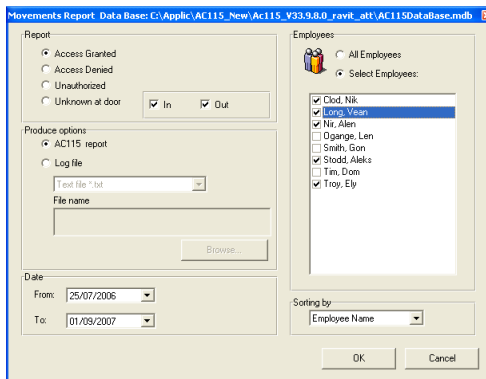 Movements Report Data Base: C:\Applic\AC115_New\Ac115_V33.9.8.0_ravit_att\AC115DataBase.mdb
Report
Access Granted
Access Denied
Unauthorized
Unknown at door
In
Out
Produce options
AC115 report
Log file
Text file *.txt
File name
Browse...
Date
From: 25/07/2006
To: 01/09/2007
Employees
All Employees
Select Employees:
Clod, Nik
Long, Vean
Nir, Alen
Ogange, Len
Smith, Gon
Stodd, Aleks
Tim, Dom
Troy, Ely
Sorting by
Employee Name
OK
Cancel